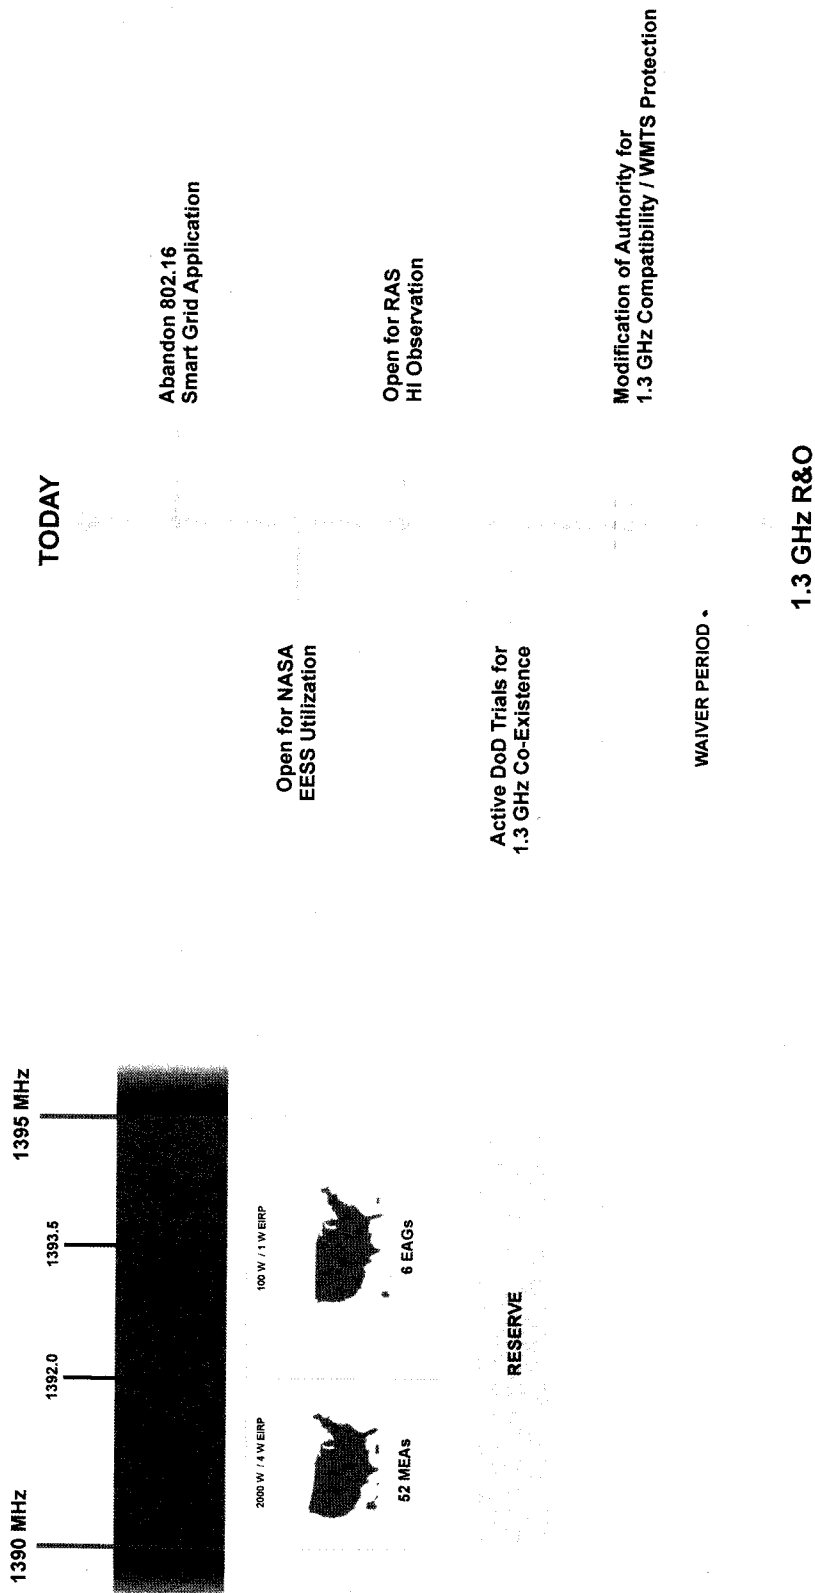 1390 MHz
1392.0
1393.5
1395 MHz
2000 W / 4 W EIRP
100 W / 1 W EIRP
52 MEAs
6 EAGs
RESERVE
TODAY
Abandon 802.16
Smart Grid Application
Open for NASA
EESS Utilization
Open for RAS
HI Observation
Active DoD Trials for
1.3 GHz Co-Existence
Modification of Authority for
1.3 GHz Compatibility / WMTS Protection
WAIVER PERIOD
1.3 GHz R&O